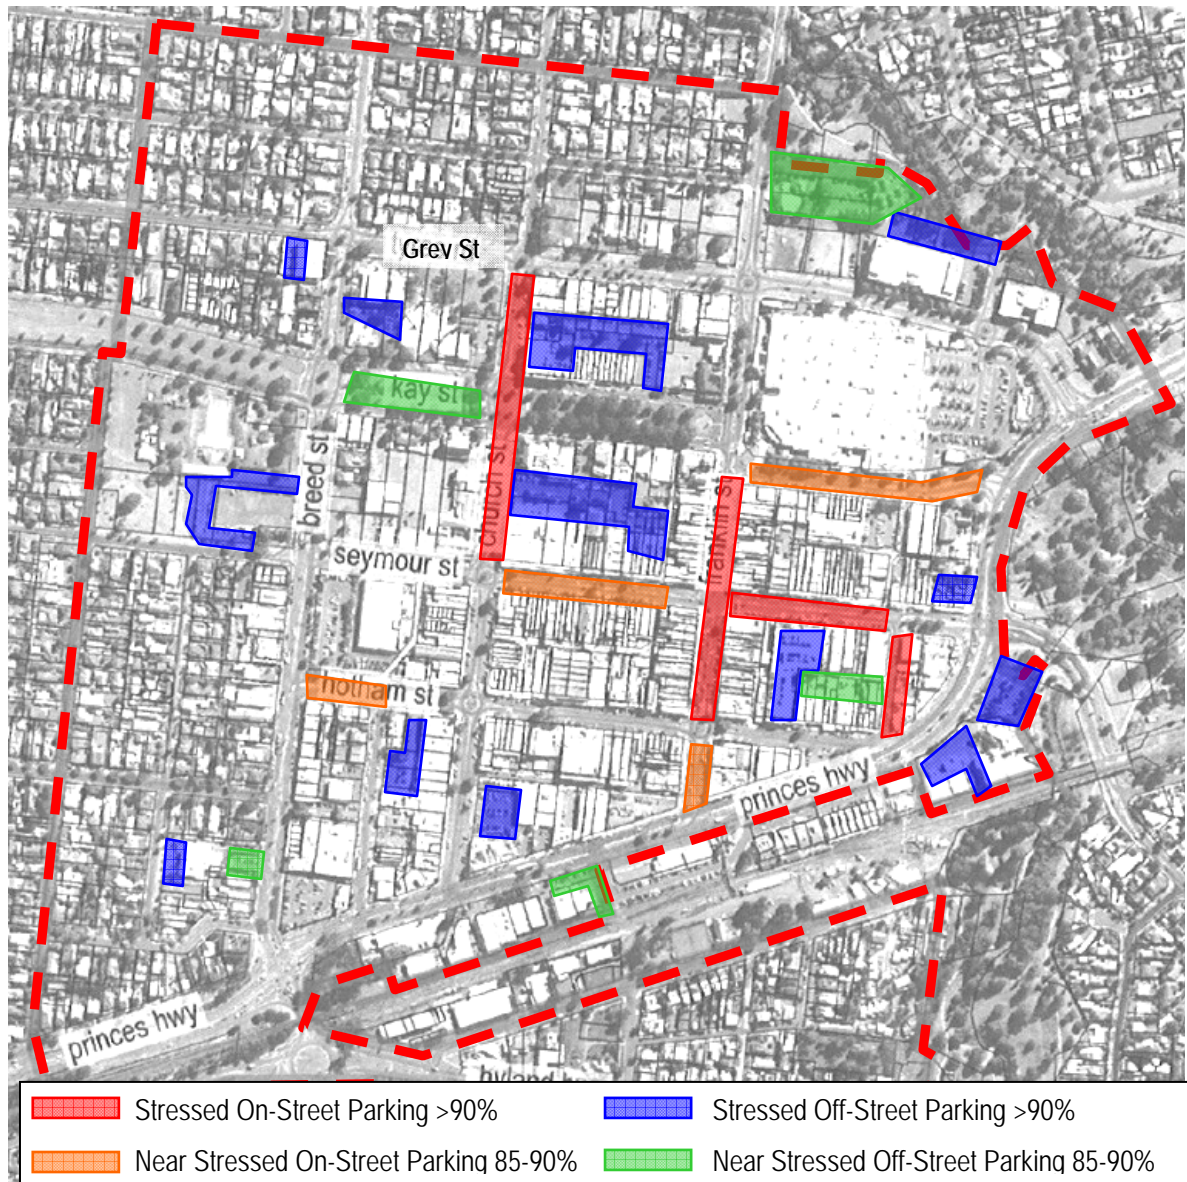 Grey St
kay st
breed st
church st
franklin s
seymour st
hotham st
princes hwy
princes hwy
Stressed On-Street Parking >90%
Stressed Off-Street Parking >90%
Near Stressed On-Street Parking 85-90%
Near Stressed Off-Street Parking 85-90%